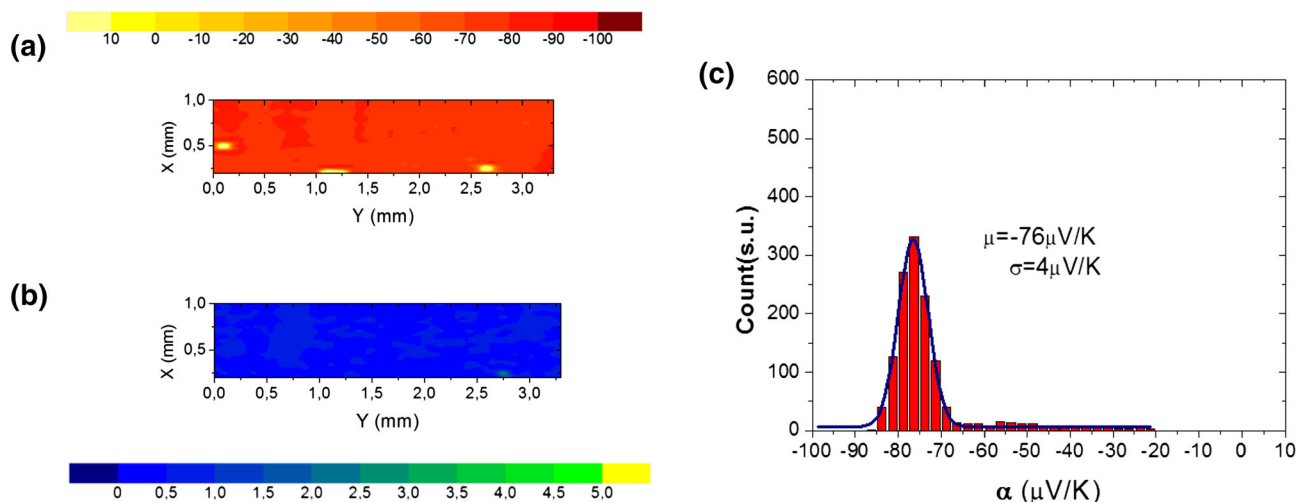 (a)
10 0 -10 -20 -30 -40 -50 -60 -70 -80 -90 -100
X (mm)
1,0
0,5
0,0 0,5 1,0 1,5 2,0 2,5 3,0
Y (mm)
(b)
X (mm)
1,0
0,5
0,0 0,5 1,0 1,5 2,0 2,5 3,0
Y (mm)
0 0,5 1,0 1,5 2,0 2,5 3,0 3,5 4,0 4,5 5,0
(c)
Count(s.u.)
600
500
400
300
200
100
0
μ=-76μV/K
σ=4μV/K
-100 -90 -80 -70 -60 -50 -40 -30 -20 -10 0 10
α (μV/K)